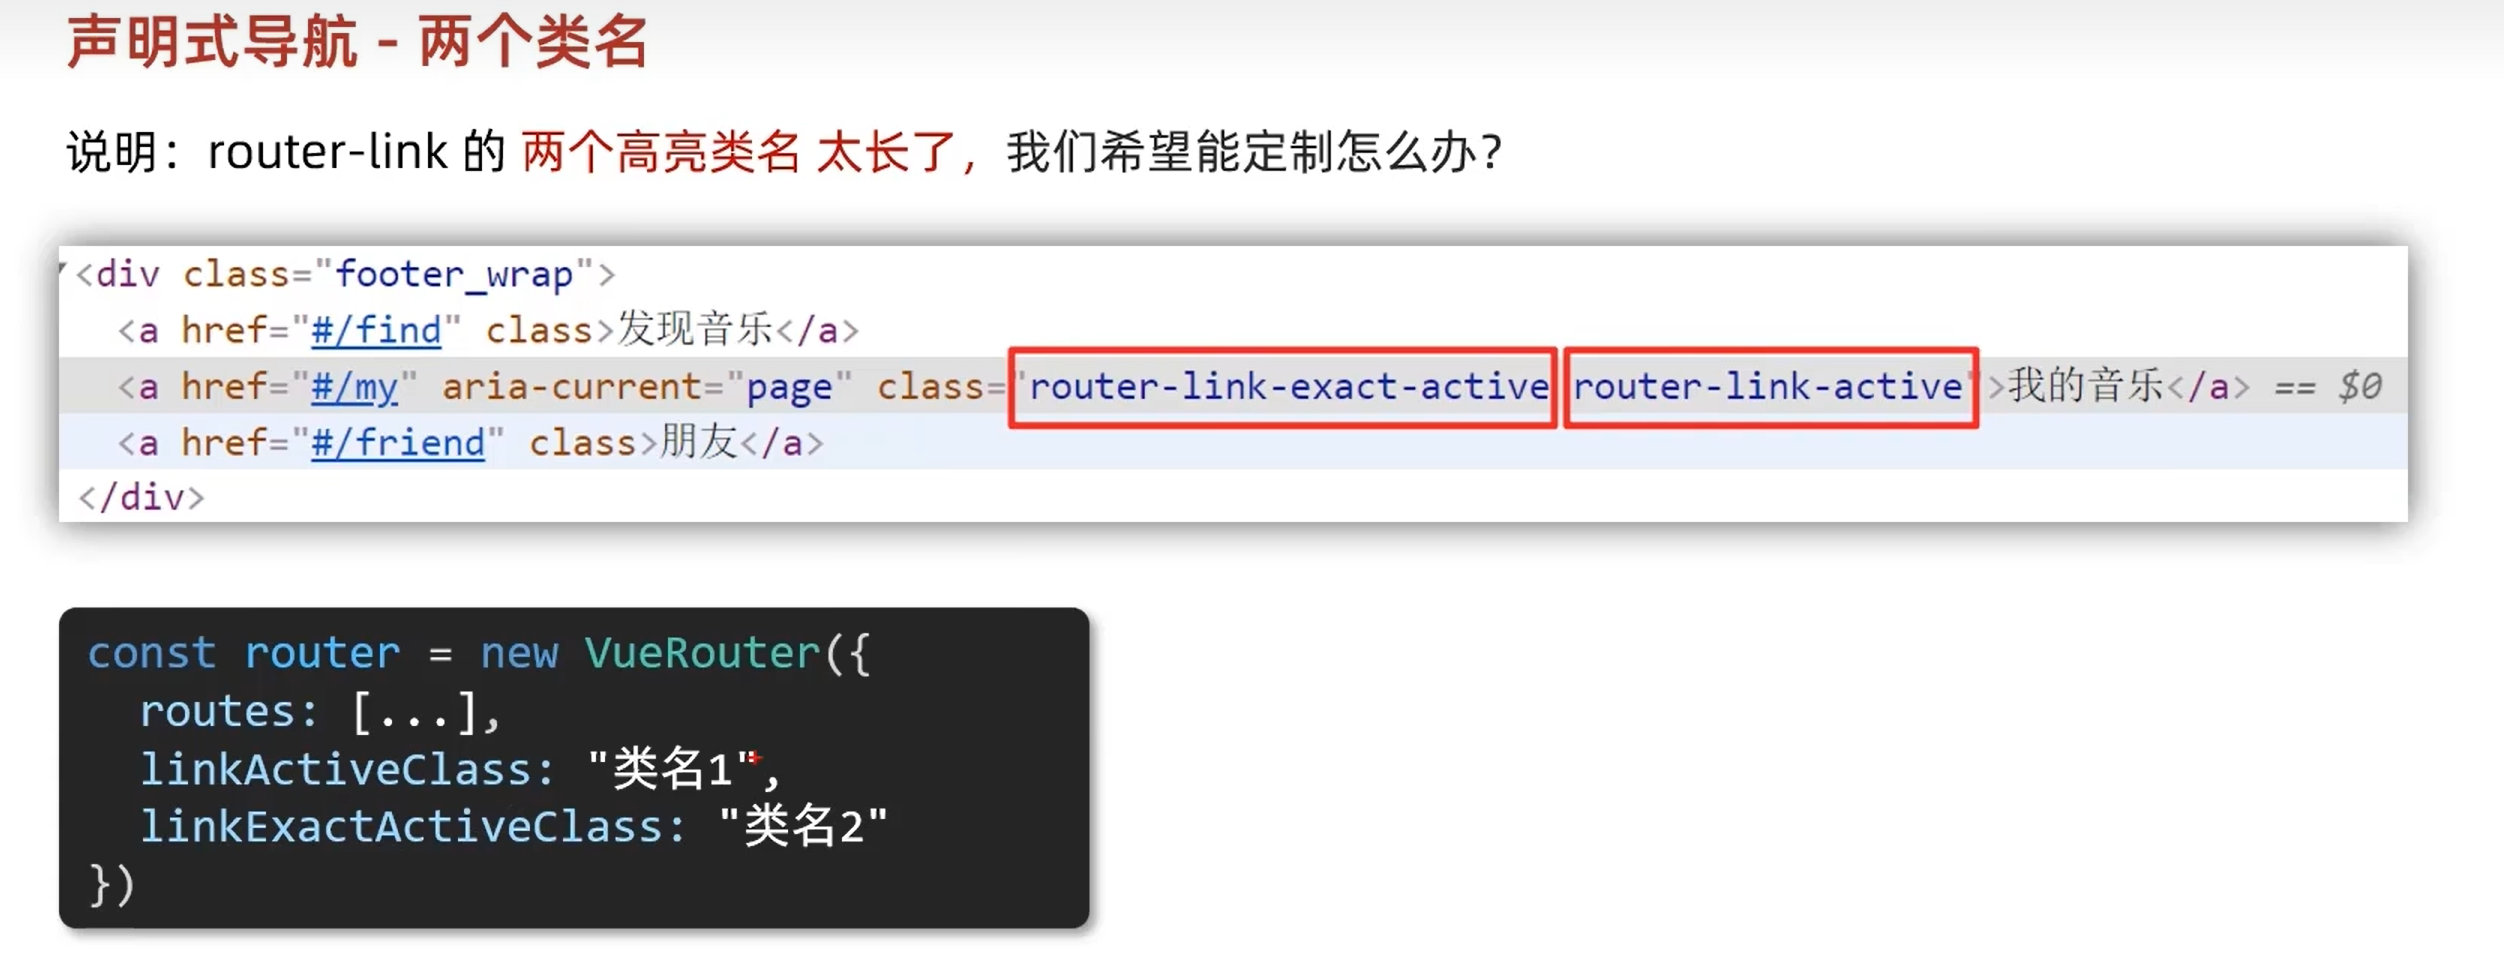 声明式导航 - 两个类名
说明：router-link 的 两个高亮类名 太长了，我们希望能定制怎么办？
<div class="footer_wrap">
<a href="#/find" class>发现音乐</a>
<a href="#/my" aria-current="page" class="router-link-exact-active router-link-active">我的音乐</a> == $0
<a href="#/friend" class>朋友</a>
</div>
const router = new VueRouter({
routes: [...],
linkActiveClass: "类名1",
linkExactActiveClass: "类名2"
})